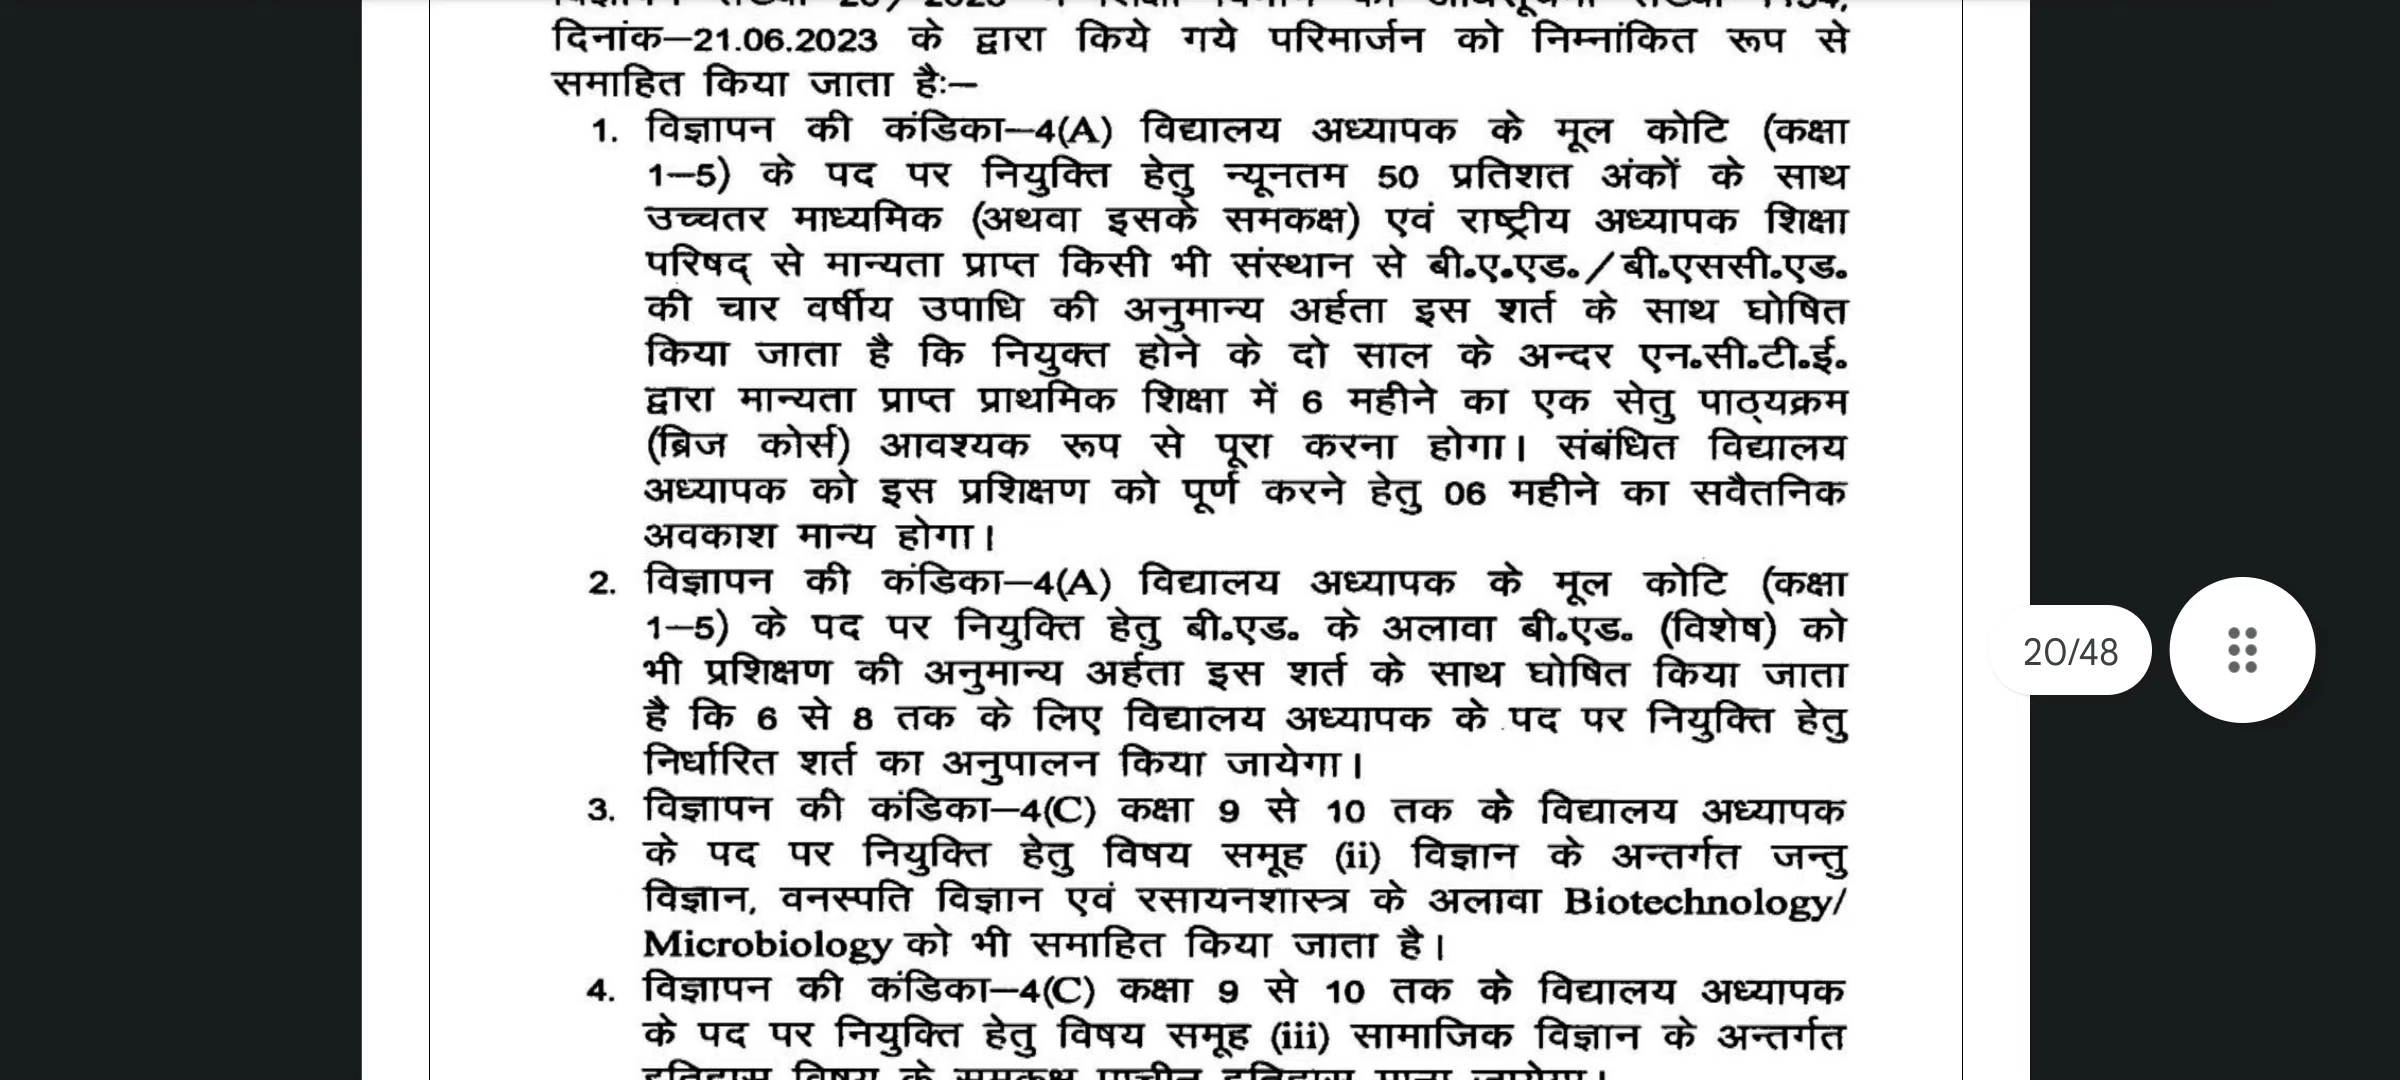 दिनांक–21.06.2023 के द्वारा किये गये परिमार्जन को निम्नांकित रूप से
समाहित किया जाता हैः–
1. विज्ञापन की कंडिका–4(A) विद्यालय अध्यापक के मूल कोटि (कक्षा
1–5) के पद पर नियुक्ति हेतु न्यूनतम 50 प्रतिशत अंकों के साथ
उच्चतर माध्यमिक (अथवा इसके समकक्ष) एवं राष्ट्रीय अध्यापक शिक्षा
परिषद् से मान्यता प्राप्त किसी भी संस्थान से बी॰ए॰एड॰/बी॰एससी॰एड॰
की चार वर्षीय उपाधि की अनुमान्य अर्हता इस शर्त के साथ घोषित
किया जाता है कि नियुक्त होने के दो साल के अन्दर एन॰सी॰टी॰ई॰
द्वारा मान्यता प्राप्त प्राथमिक शिक्षा में 6 महीने का एक सेतु पाठ्यक्रम
(ब्रिज कोर्स) आवश्यक रूप से पूरा करना होगा। संबंधित विद्यालय
अध्यापक को इस प्रशिक्षण को पूर्ण करने हेतु 06 महीने का सवैतनिक
अवकाश मान्य होगा।
2. विज्ञापन की कंडिका–4(A) विद्यालय अध्यापक के मूल कोटि (कक्षा
1–5) के पद पर नियुक्ति हेतु बी॰एड॰ के अलावा बी॰एड॰ (विशेष) को
भी प्रशिक्षण की अनुमान्य अर्हता इस शर्त के साथ घोषित किया जाता
है कि 6 से 8 तक के लिए विद्यालय अध्यापक के पद पर नियुक्ति हेतु
निर्धारित शर्त का अनुपालन किया जायेगा।
20/48
3. विज्ञापन की कंडिका–4(C) कक्षा 9 से 10 तक के विद्यालय अध्यापक
के पद पर नियुक्ति हेतु विषय समूह (ii) विज्ञान के अन्तर्गत जन्तु
विज्ञान, वनस्पति विज्ञान एवं रसायनशास्त्र के अलावा Biotechnology/
Microbiology को भी समाहित किया जाता है।
4. विज्ञापन की कंडिका–4(C) कक्षा 9 से 10 तक के विद्यालय अध्यापक
के पद पर नियुक्ति हेतु विषय समूह (iii) सामाजिक विज्ञान के अन्तर्गत
इतिहास विषय के समकक्ष प्राचीन इतिहास माना जायेगा।